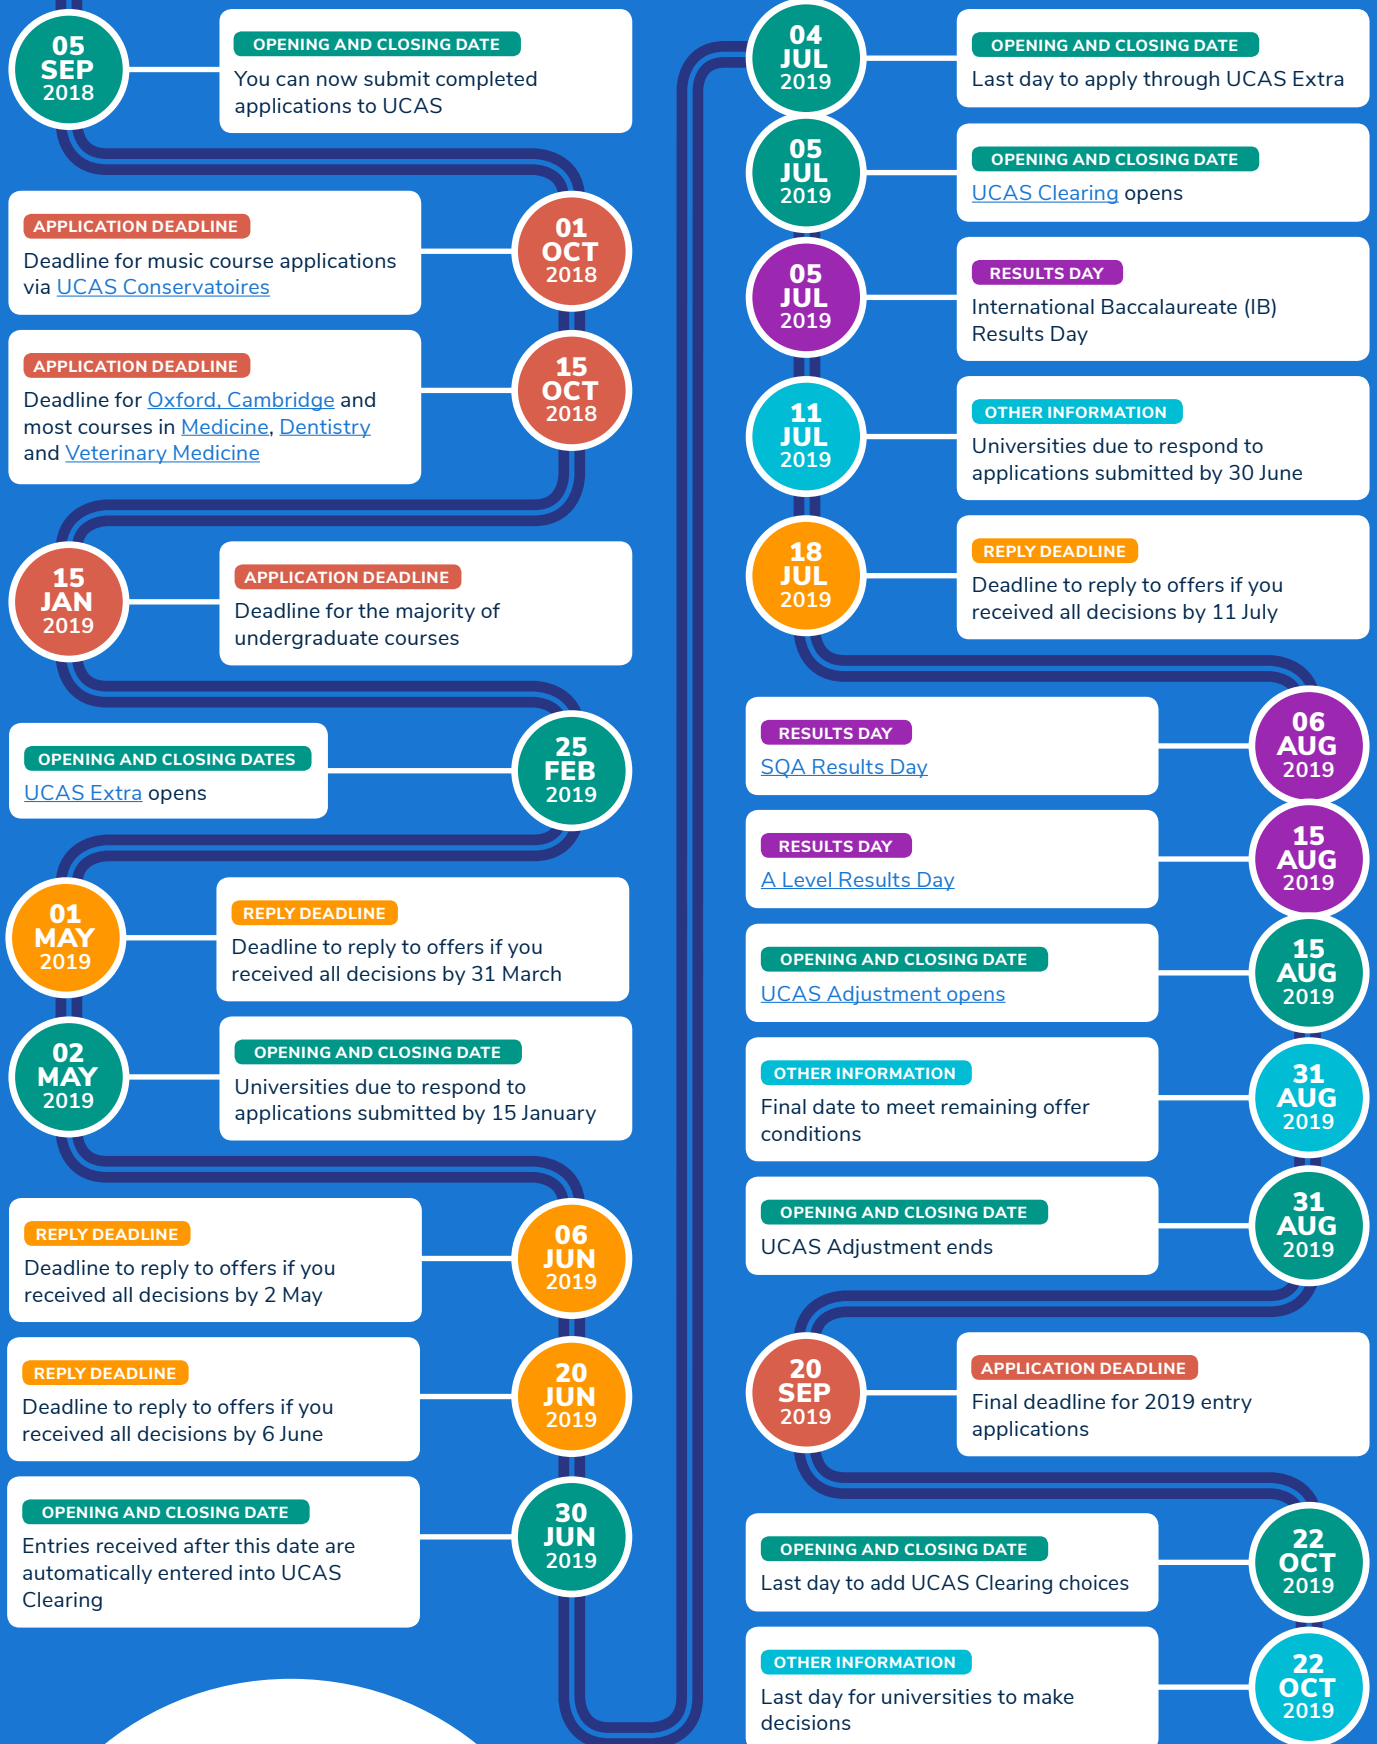 05
SEP
2018
OPENING AND CLOSING DATE
You can now submit completed
applications to UCAS
APPLICATION DEADLINE
Deadline for music course applications
via UCAS Conservatoires
01
OCT
2018
APPLICATION DEADLINE
Deadline for Oxford, Cambridge and
most courses in Medicine, Dentistry
and Veterinary Medicine
15
OCT
2018
15
JAN
2019
APPLICATION DEADLINE
Deadline for the majority of
undergraduate courses
OPENING AND CLOSING DATES
UCAS Extra opens
25
FEB
2019
01
MAY
2019
REPLY DEADLINE
Deadline to reply to offers if you
received all decisions by 31 March
02
MAY
2019
OPENING AND CLOSING DATE
Universities due to respond to
applications submitted by 15 January
REPLY DEADLINE
Deadline to reply to offers if you
received all decisions by 2 May
06
JUN
2019
REPLY DEADLINE
Deadline to reply to offers if you
received all decisions by 6 June
20
JUN
2019
OPENING AND CLOSING DATE
Entries received after this date are
automatically entered into UCAS
Clearing
30
JUN
2019
04
JUL
2019
OPENING AND CLOSING DATE
Last day to apply through UCAS Extra
05
JUL
2019
OPENING AND CLOSING DATE
UCAS Clearing opens
05
JUL
2019
RESULTS DAY
International Baccalaureate (IB)
Results Day
11
JUL
2019
OTHER INFORMATION
Universities due to respond to
applications submitted by 30 June
18
JUL
2019
REPLY DEADLINE
Deadline to reply to offers if you
received all decisions by 11 July
RESULTS DAY
SQA Results Day
06
AUG
2019
RESULTS DAY
A Level Results Day
15
AUG
2019
OPENING AND CLOSING DATE
UCAS Adjustment opens
15
AUG
2019
OTHER INFORMATION
Final date to meet remaining offer
conditions
31
AUG
2019
OPENING AND CLOSING DATE
UCAS Adjustment ends
31
AUG
2019
20
SEP
2019
APPLICATION DEADLINE
Final deadline for 2019 entry
applications
OPENING AND CLOSING DATE
Last day to add UCAS Clearing choices
22
OCT
2019
OTHER INFORMATION
Last day for universities to make
decisions
22
OCT
2019